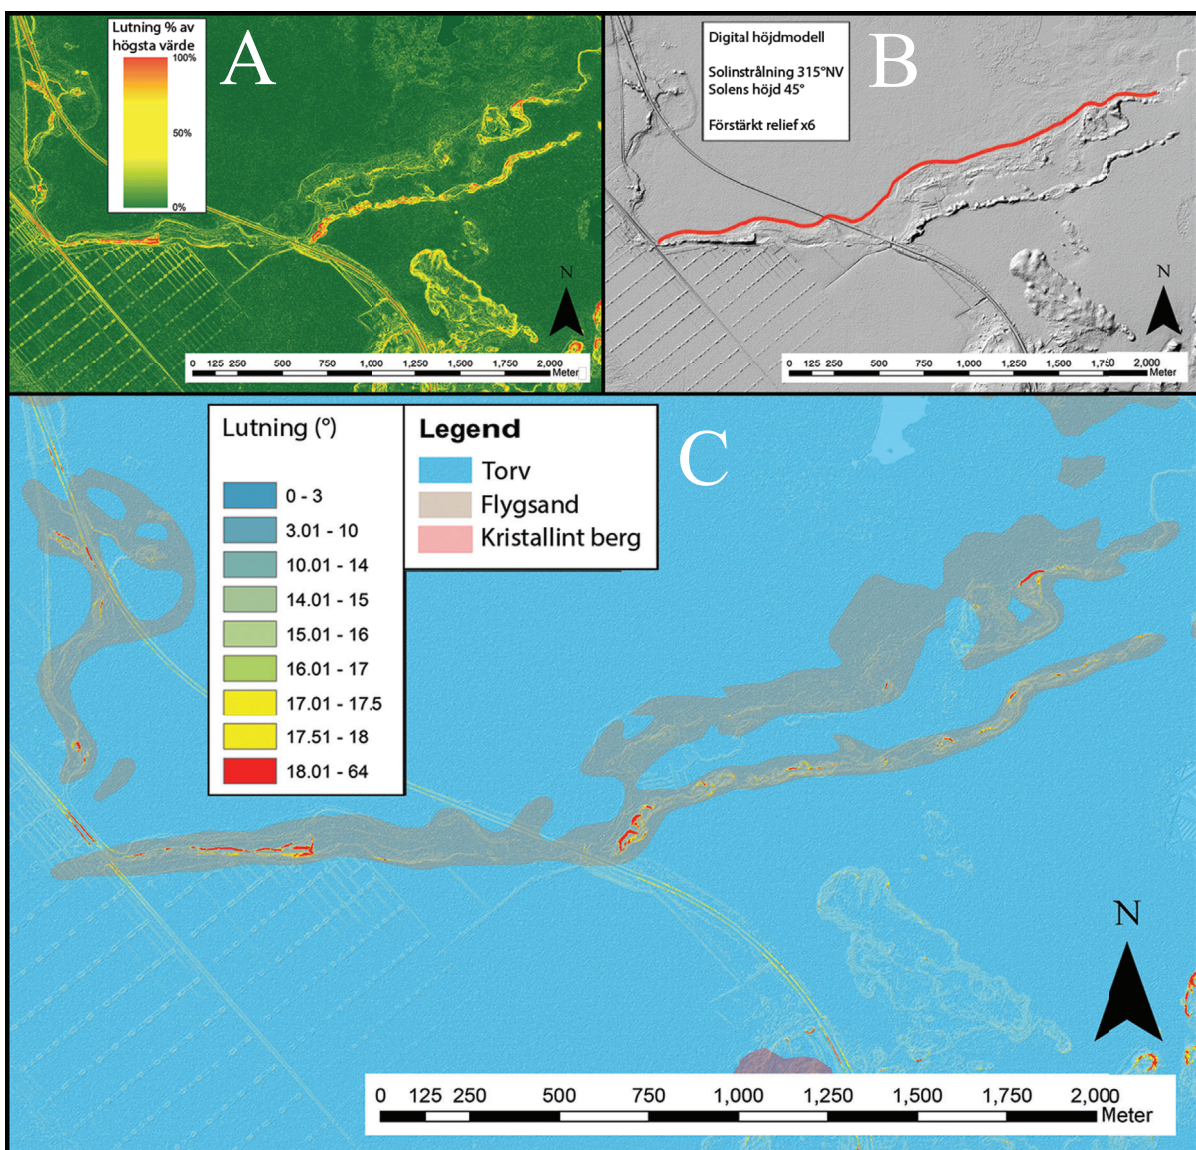 Lutning % av
högsta värde
100%
50%
0%
A
N
0 125 250 500 750 1,000 1,250 1,500 1,750 2,000
Meter
Digital höjdmodell
Solinstrålning 315°NV
Solens höjd 45°
Förstärkt relief x6
B
N
0 125 250 500 750 1,000 1,250 1,500 1,750 2,000
Meter
Lutning (°)
0 - 3
3.01 - 10
10.01 - 14
14.01 - 15
15.01 - 16
16.01 - 17
17.01 - 17.5
17.51 - 18
18.01 - 64
Legend
Torv
Flygsand
Kristallint berg
C
N
0 125 250 500 750 1,000 1,250 1,500 1,750 2,000
Meter